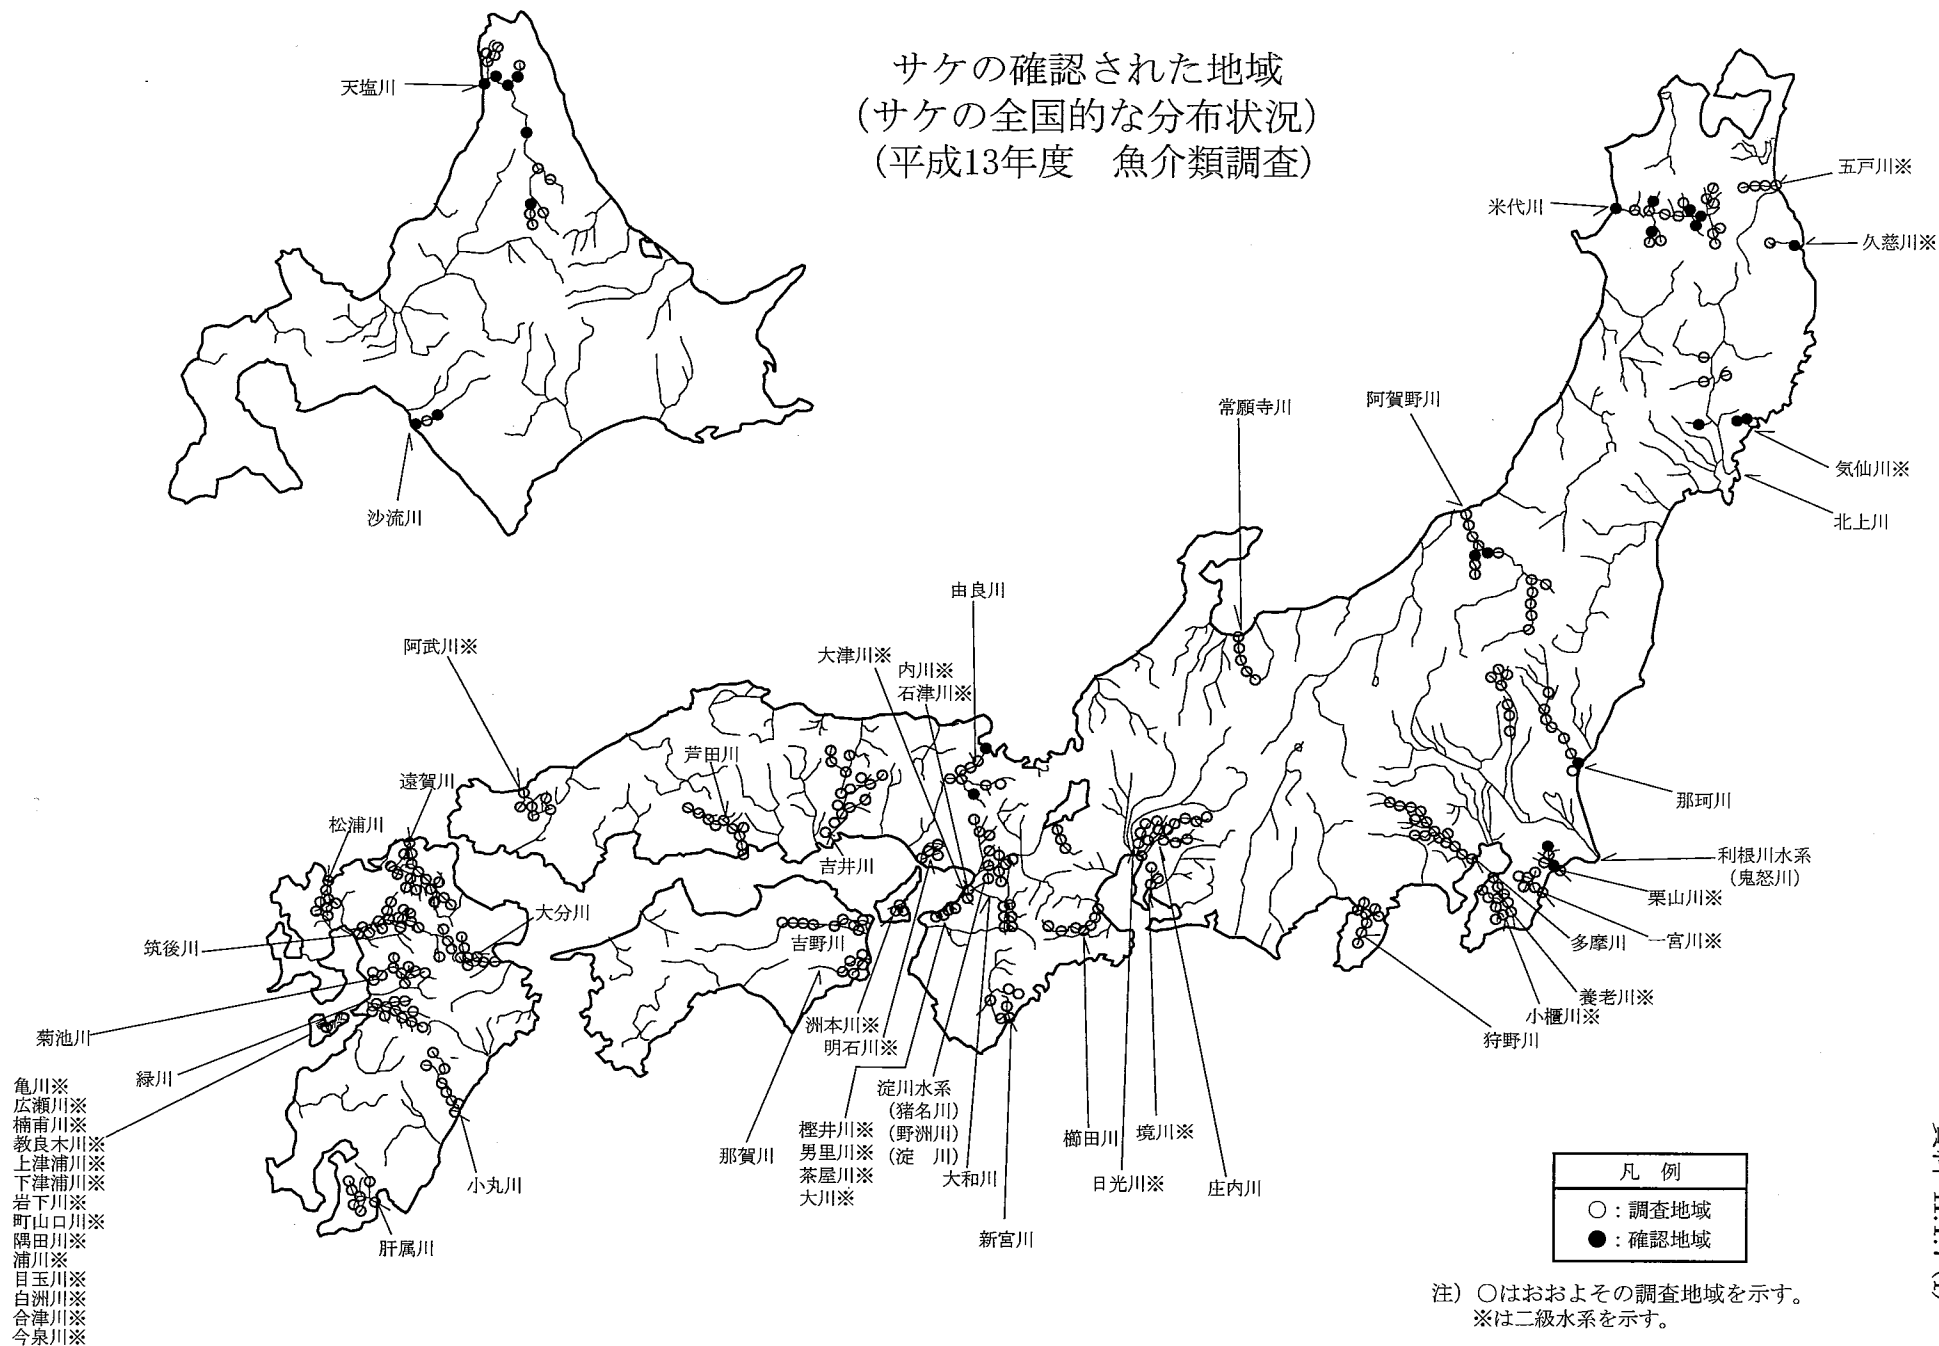 サケの確認された地域
(サケの全国的な分布状況)
(平成13年度　魚介類調査)
天塩川
沙流川
五戸川※
米代川
久慈川※
常願寺川
阿賀野川
気仙川※
北上川
由良川
阿武川※
大津川※
内川※
石津川※
芦田川
遠賀川
松浦川
吉井川
那珂川
利根川水系
(鬼怒川)
栗山川※
一宮川※
多摩川
養老川※
小櫃川※
狩野川
大分川
筑後川
吉野川
菊池川
緑川
洲本川※
明石川※
亀川※
広瀬川※
楠甫川※
教良木川※
上津浦川※
下津浦川※
岩下川※
町山口川※
隅田川※
浦川※
目玉川※
白洲川※
合津川※
今泉川※
小丸川
肝属川
那賀川
樫井川※
男里川※
茶屋川※
大川※
淀川水系
(猪名川)
(野洲川)
(淀　川)
大和川
新宮川
櫛田川
日光川※
境川※
庄内川
凡　例
○：調査地域
●：確認地域
注）○はおおよその調査地域を示す。
※は二級水系を示す。